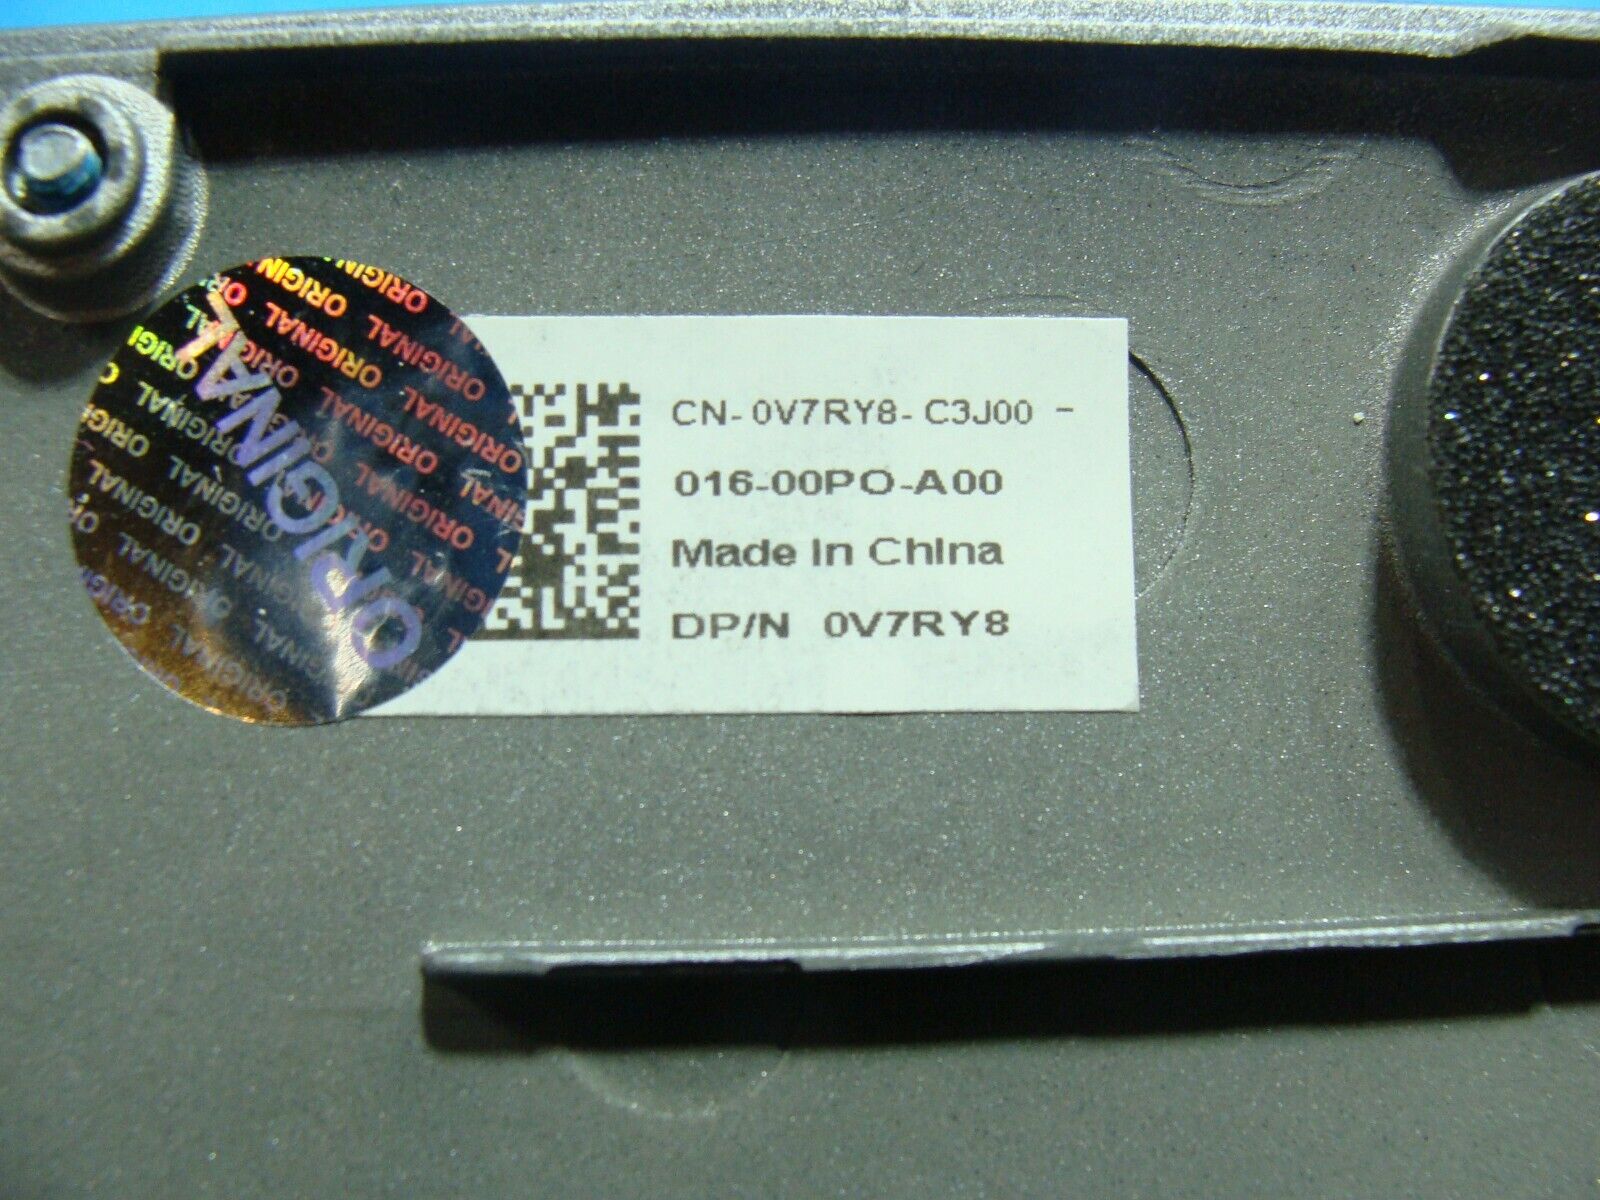 ORIGINAL
CN-0V7RY8-C3J00 -
016-00PO-A00
Made In China
DP/N 0V7RY8